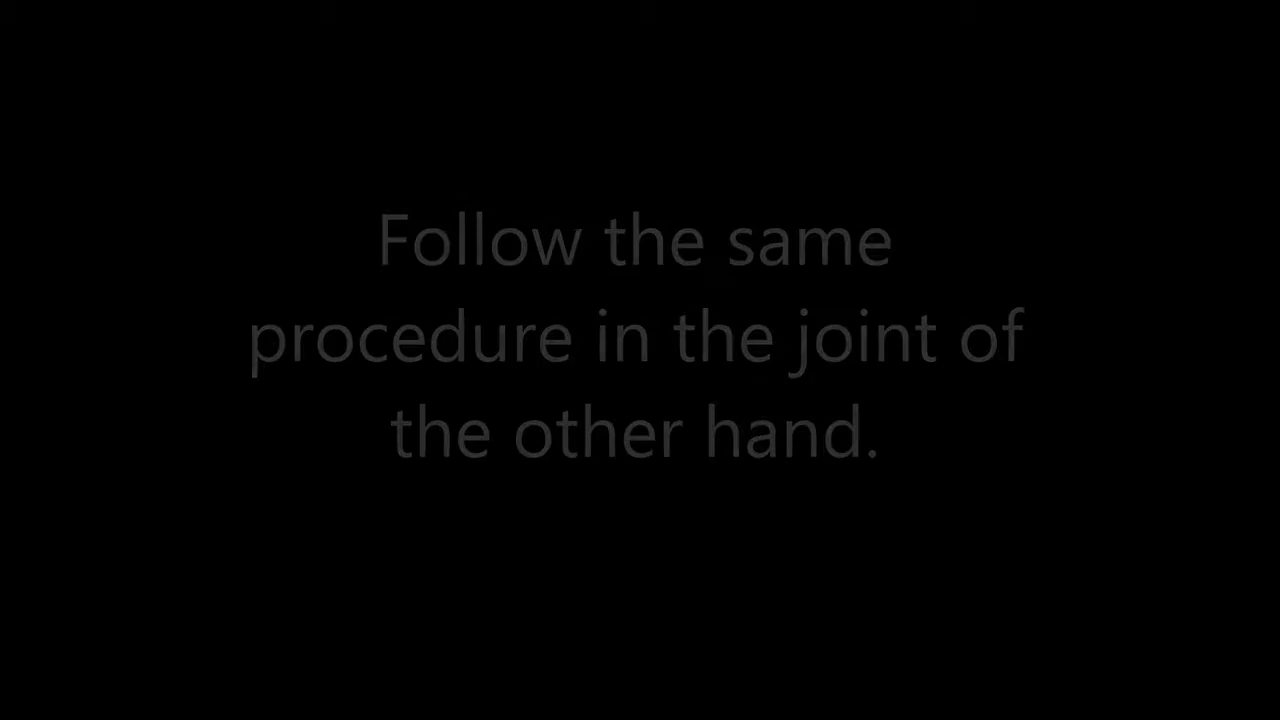 Follow the same
procedure in the joint of
the other hand.